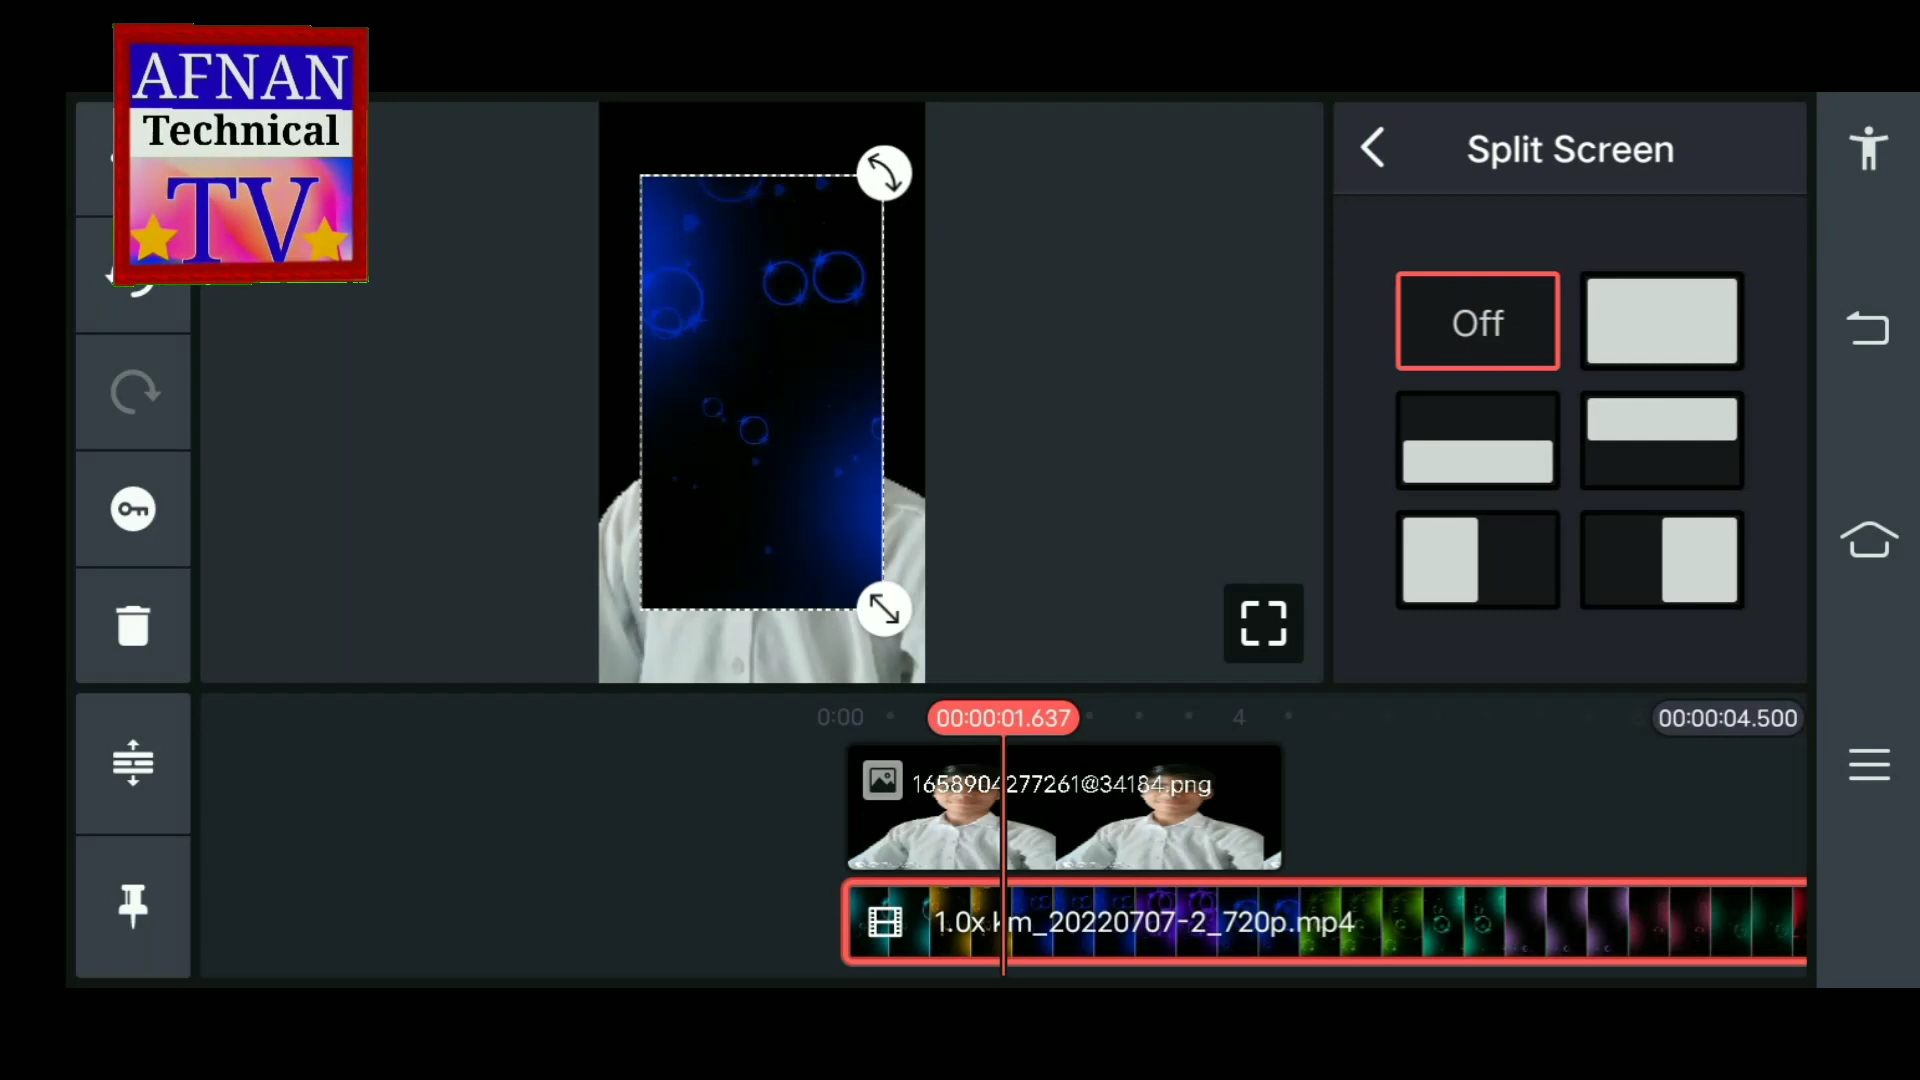 AFNAN
Technical
TV
Split Screen
Off
0:00
00:00:01.637
4
00:00:04.500
1658904277261@34184.png
1.0x km_20220707-2_720p.mp4